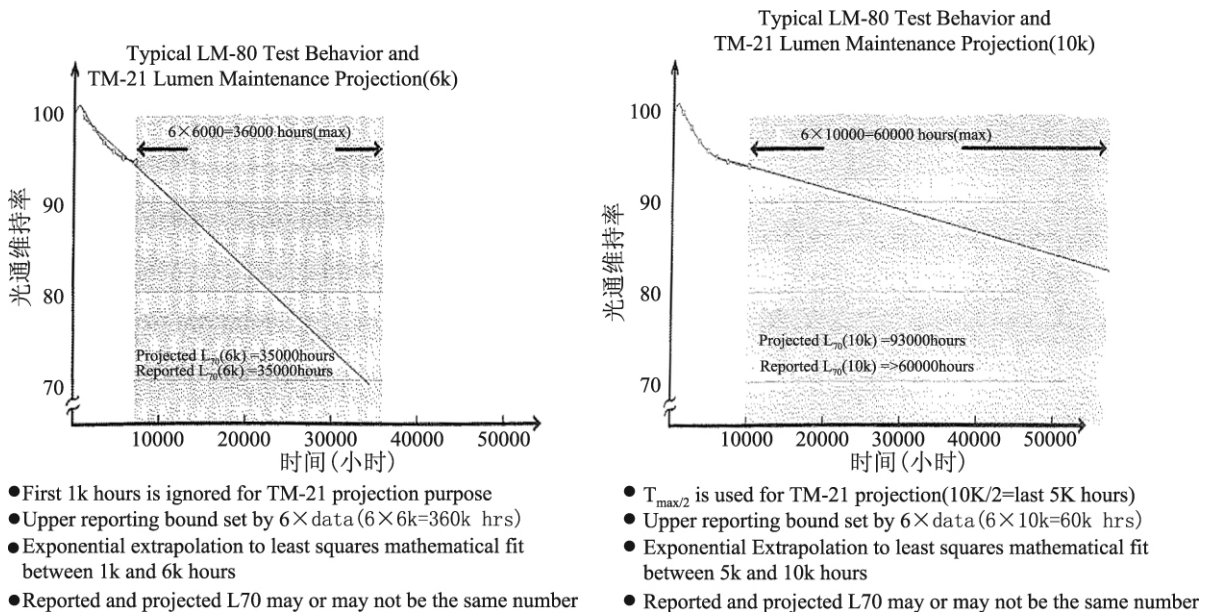 Typical LM-80 Test Behavior and
TM-21 Lumen Maintenance Projection(6k)
100
90
80
70
光通维持率
6×6000=36000 hours(max)
Projected L70(6k) =35000hours
Reported L70(6k) =35000hours
10000 20000 30000 40000 50000
时间(小时)
●First 1k hours is ignored for TM-21 projection purpose
●Upper reporting bound set by 6×data(6×6k=360k hrs)
●Exponential extrapolation to least squares mathematical fit
between 1k and 6k hours
●Reported and projected L70 may or may not be the same number
Typical LM-80 Test Behavior and
TM-21 Lumen Maintenance Projection(10k)
100
90
80
70
光通维持率
6×10000=60000 hours(max)
Projected L70(10k) =93000hours
Reported L70(10k) =>60000hours
10000 20000 30000 40000 50000
时间(小时)
● Tmax/2 is used for TM-21 projection(10K/2=last 5K hours)
● Upper reporting bound set by 6×data(6×10k=60k hrs)
● Exponential Extrapolation to least squares mathematical fit
between 5k and 10k hours
● Reported and projected L70 may or may not be the same number